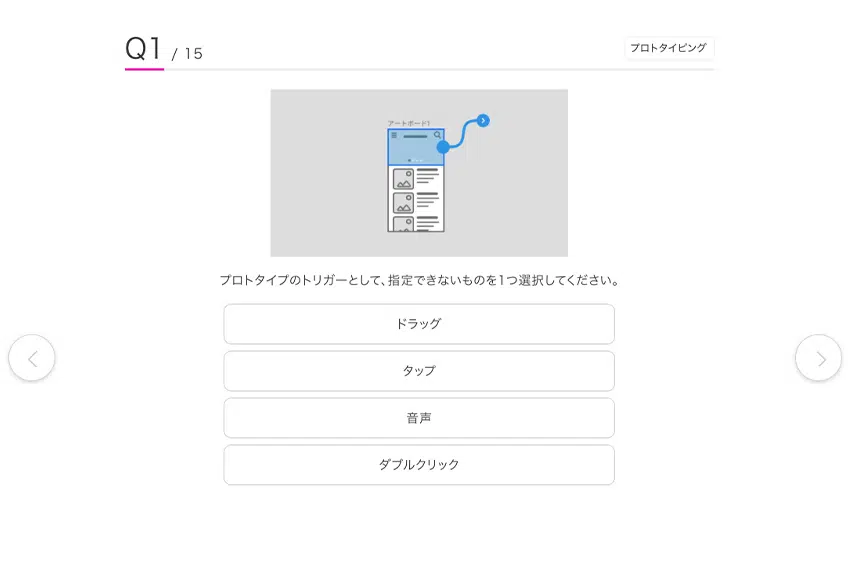 Q1 / 15
プロトタイピング
アートボード1
プロトタイプのトリガーとして、指定できないものを1つ選択してください。
ドラッグ
タップ
音声
ダブルクリック